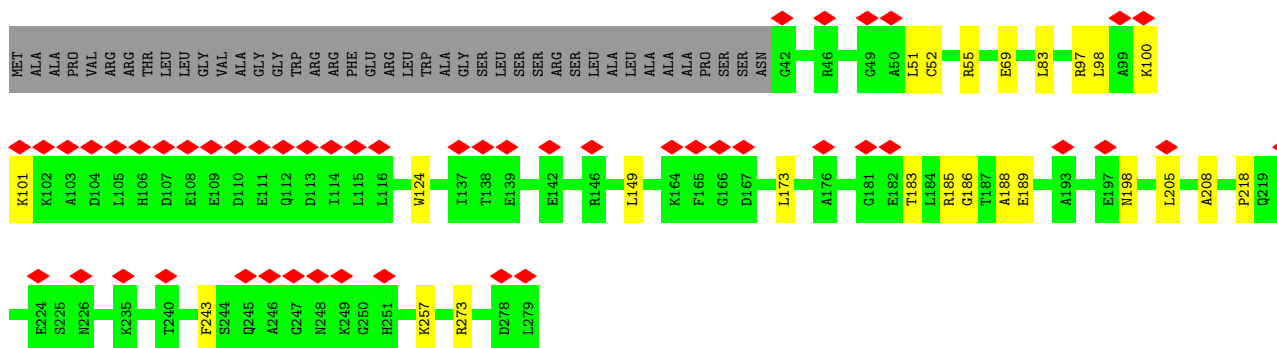 MET ALA ALA PRO VAL ARG ARG THR LEU LEU GLY VAL ALA GLY GLY TRP ARG ARG PHE GLU ARG LEU TRP ALA GLY SER LEU SER SER ARG SER LEU ALA LEU ALA ALA ALA PRO SER SER ASN G42 R46 G49 A50 L51 C52 R55 E69 L83 R97 L98 A99 K100
K101 K102 A103 D104 L105 H106 D107 E108 E109 D110 E111 Q112 D113 I114 L115 L116 W124 I137 T138 E139 E142 R146 L149 K164 F165 G166 D167 L173 A176 G181 E182 T183 L184 R185 G186 T187 A188 E189 A193 E197 N198 L205 A208 P218 Q219
E224 S225 N226 K235 T240 F243 S244 Q245 A246 G247 N248 K249 G250 H251 K257 R273 D278 L279